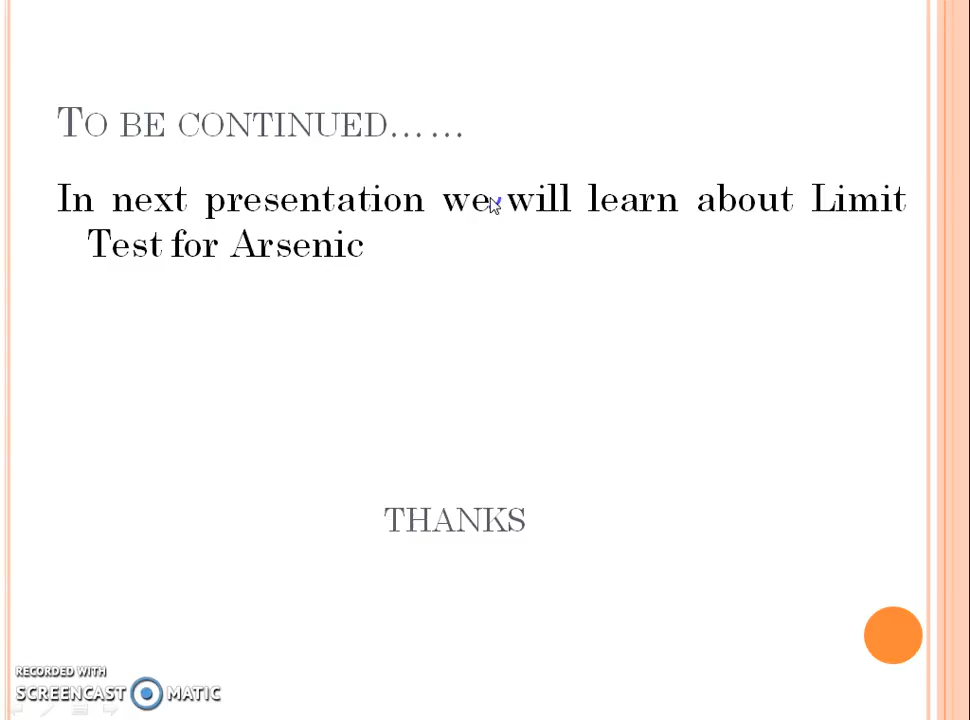 TO BE CONTINUED……
In next presentation we will learn about Limit
Test for Arsenic
THANKS
RECORDED WITH
SCREENCAST MATIC